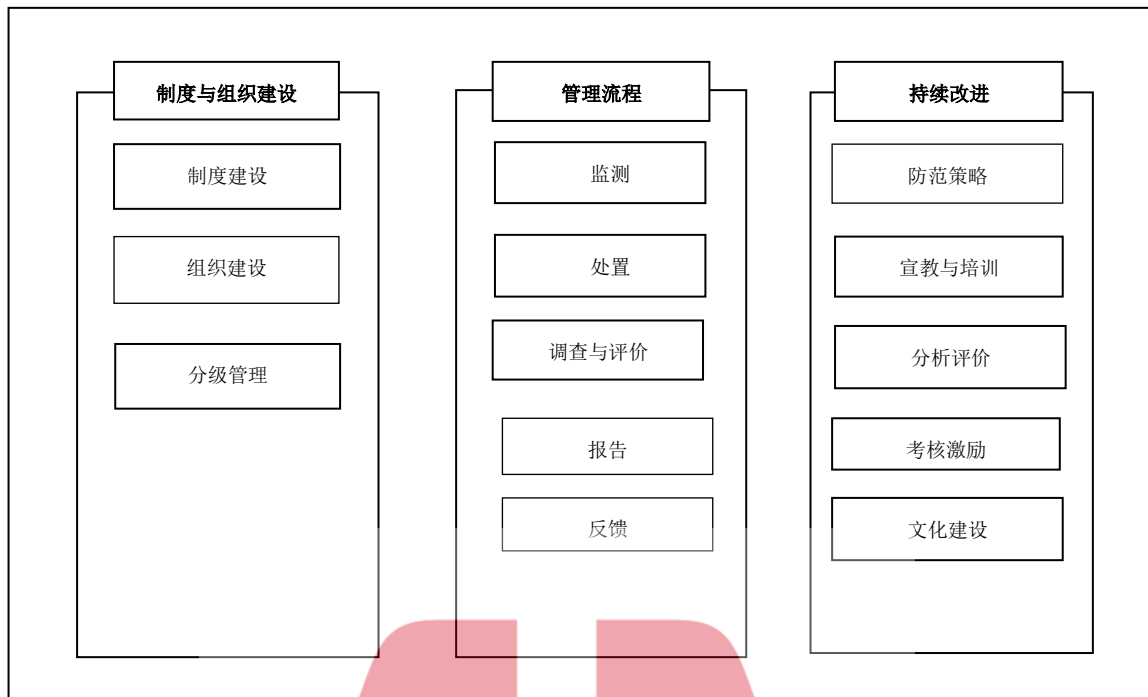 制度与组织建设
制度建设
组织建设
分级管理
管理流程
监测
处置
调查与评价
报告
反馈
持续改进
防范策略
宣教与培训
分析评价
考核激励
文化建设